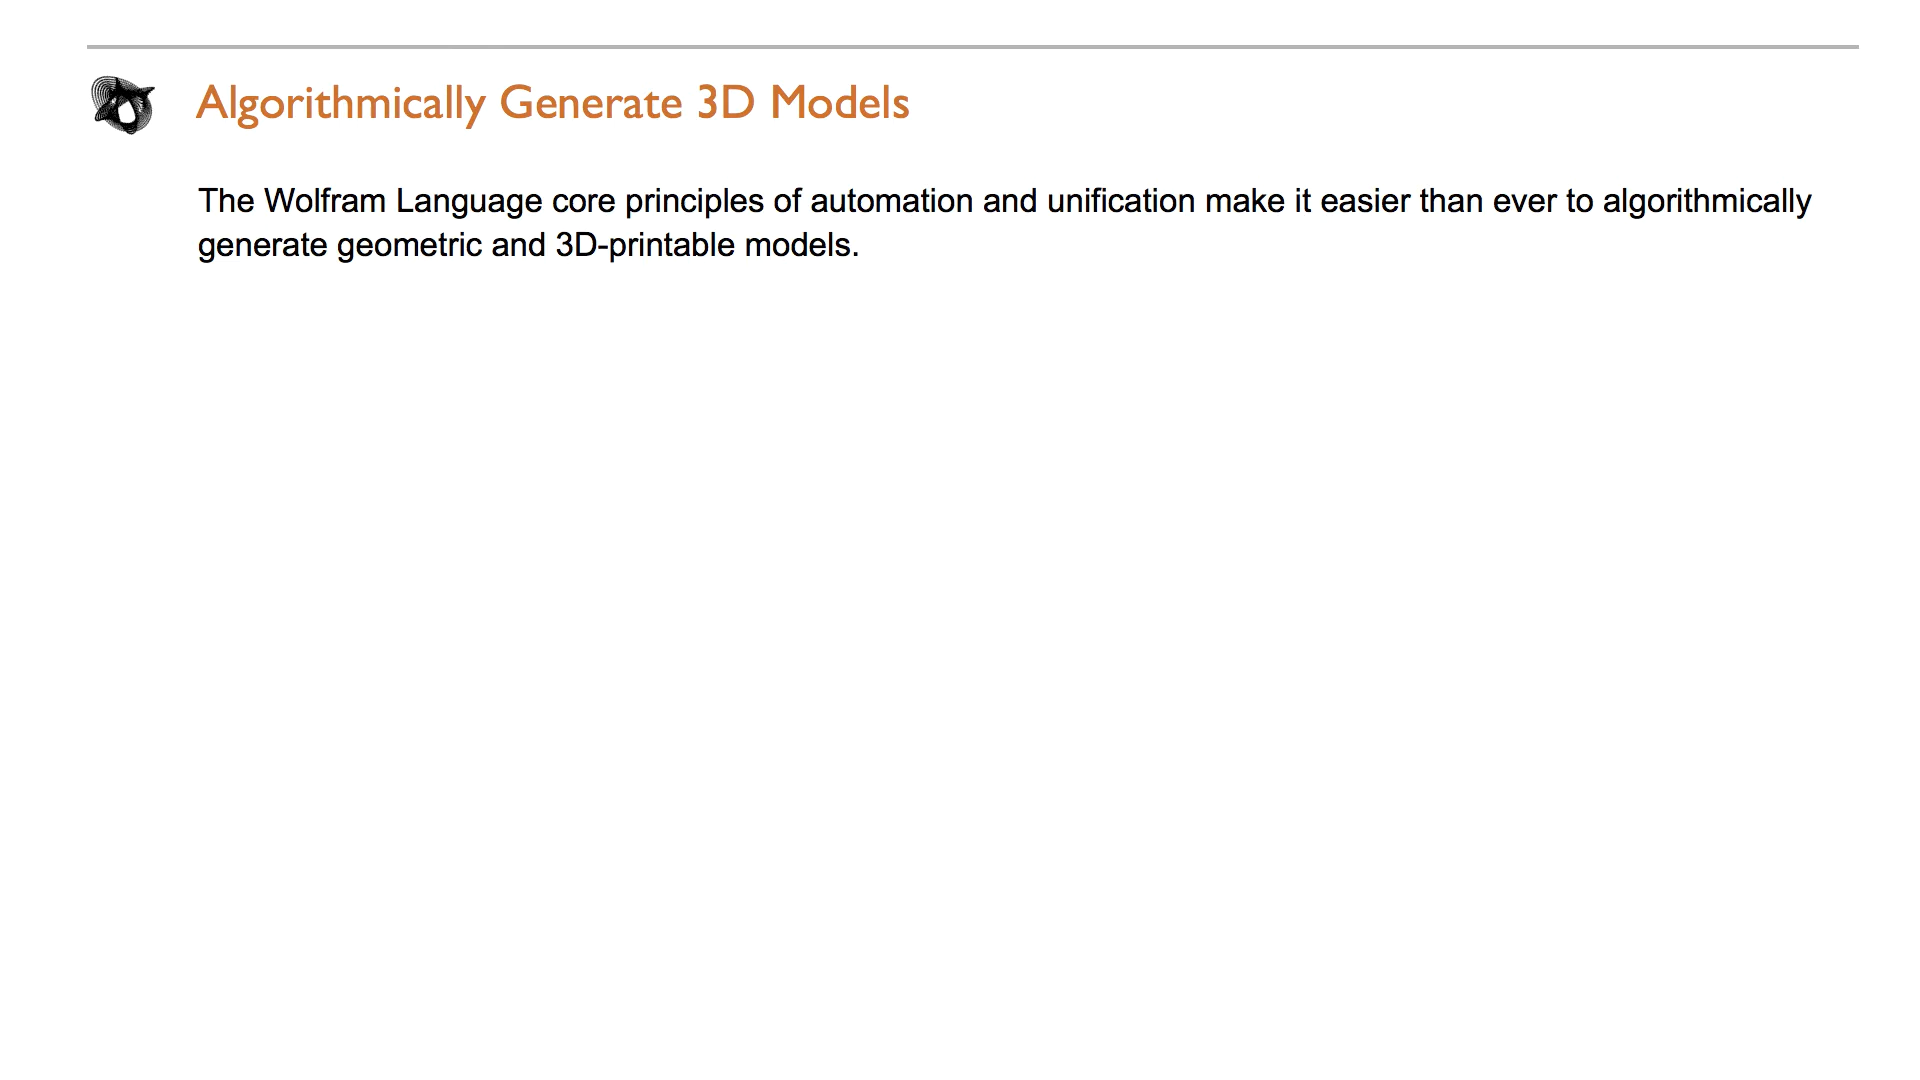 Algorithmically Generate 3D Models
The Wolfram Language core principles of automation and unification make it easier than ever to algorithmically
generate geometric and 3D-printable models.